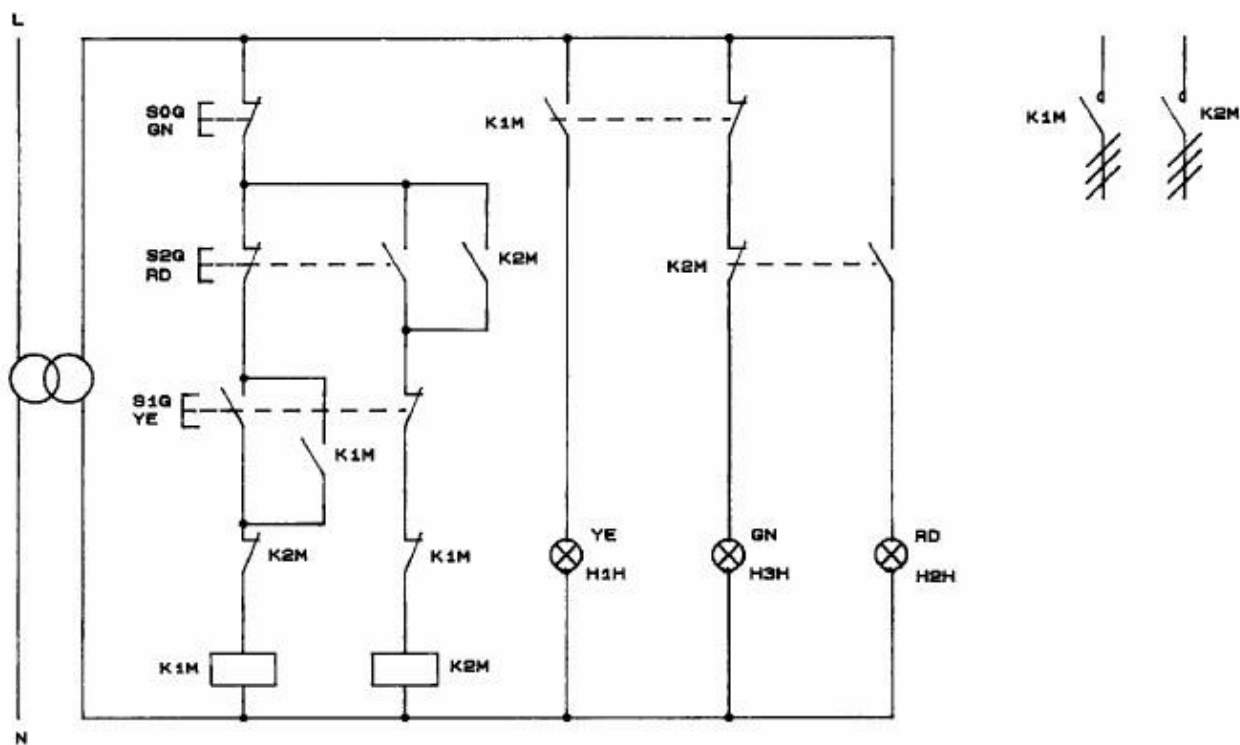 L
S0Q
GN
K1M
K1M
K2M
S2Q
RD
K2M
K2M
S1Q
YE
K1M
K2M
K1M
YE
H1H
GN
H3H
RD
H2H
K1M
K2M
N